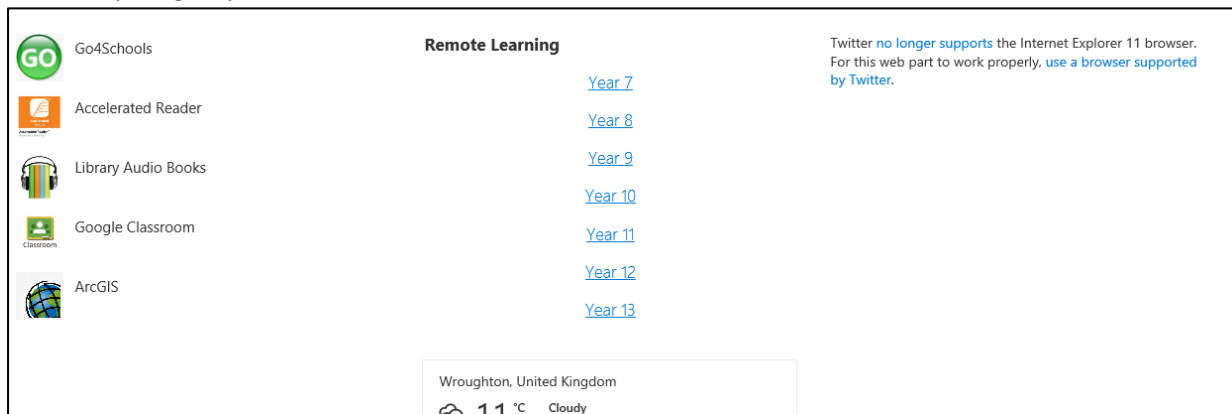 GO
Go4Schools
Accelerated Reader
Library Audio Books
Classroom
Google Classroom
ArcGIS
Remote Learning
Year 7
Year 8
Year 9
Year 10
Year 11
Year 12
Year 13
Wroughton, United Kingdom
11 °C Cloudy
Twitter no longer supports the Internet Explorer 11 browser.
For this web part to work properly, use a browser supported
by Twitter.